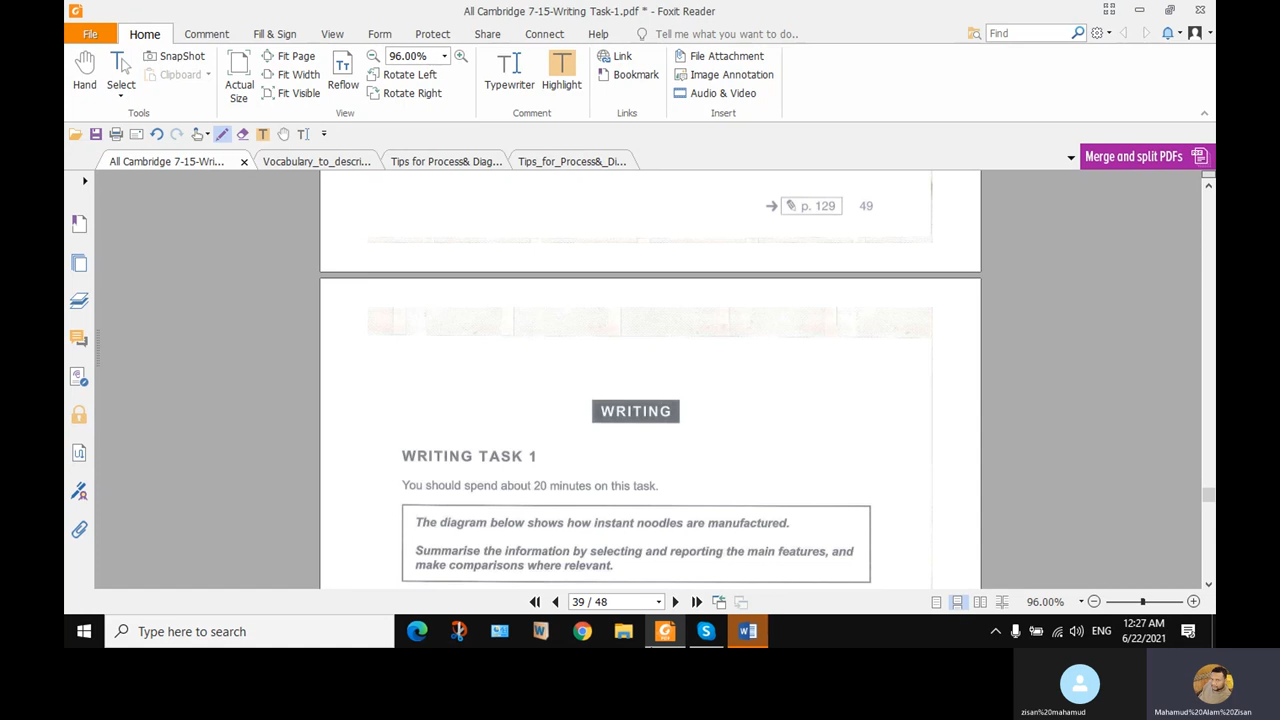 All Cambridge 7-15-Writing Task-1.pdf * - Foxit Reader
File Home Comment Fill & Sign View Form Protect Share Connect Help Tell me what you want to do.. Find
SnapShot
Clipboard
Hand Select
Tools
Actual Size
Fit Page
Fit Width
Fit Visible
Reflow
96.00%
Rotate Left
Rotate Right
View
Typewriter Highlight
Comment
Link
Bookmark
Links
File Attachment
Image Annotation
Audio & Video
Insert
All Cambridge 7-15-Wri... Vocabulary_to_descri... Tips for Process& Diag... Tips_for_Process&_Di... Merge and split PDFs
p. 129 49
WRITING
WRITING TASK 1
You should spend about 20 minutes on this task.
The diagram below shows how instant noodles are manufactured.
Summarise the information by selecting and reporting the main features, and
make comparisons where relevant.
39 / 48 96.00%
Type here to search
ENG
12:27 AM
6/22/2021
zisan%20mahamud Mahamud%20Alam%20Zisan